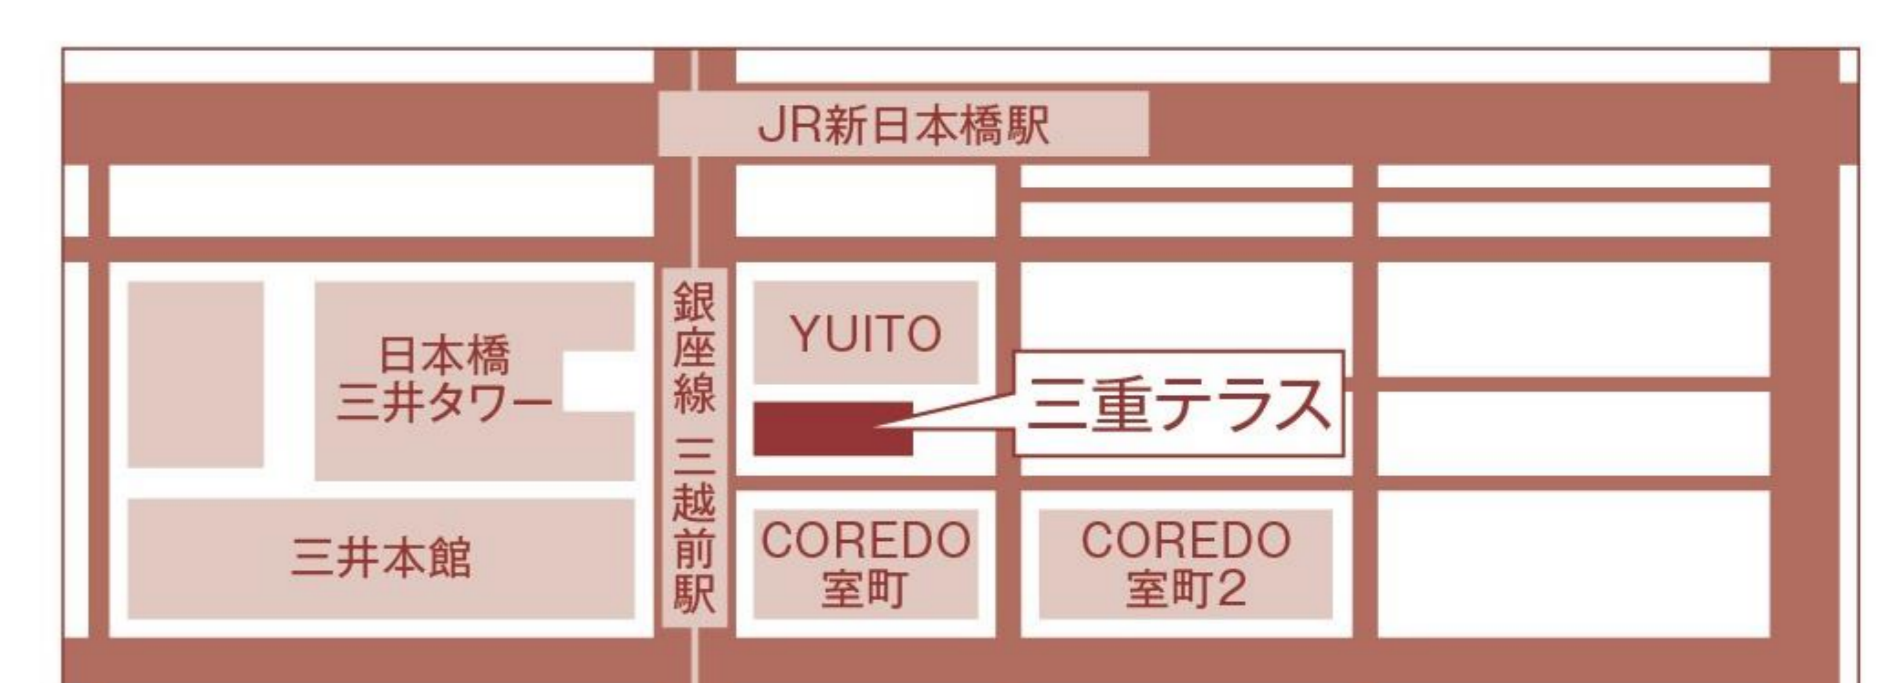 JR新日本橋駅
日本橋
三井タワー
三井本館
銀座線 三越前駅
YUITO
三重テラス
COREDO
室町
COREDO
室町2